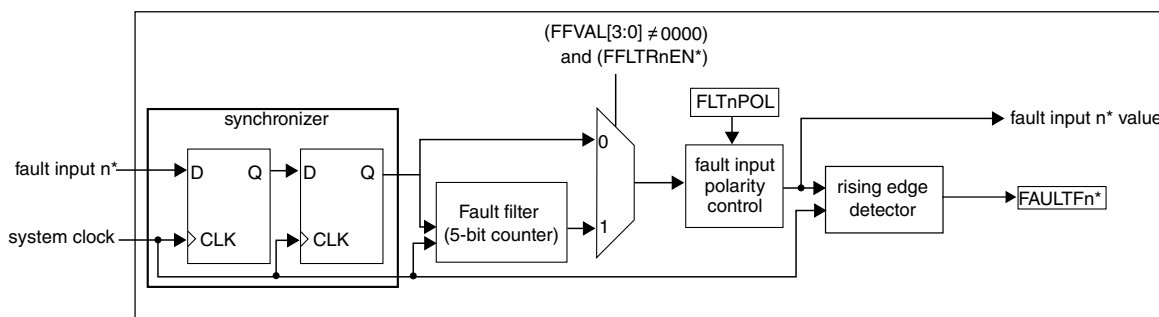 (FFVAL[3:0] ≠ 0000)
and (FFLTRnEN*)
FLTnPOL
synchronizer
fault input n* value
fault input n*
D Q
D Q
0
fault input
polarity
control
rising edge
detector
FAULTFn*
Fault filter
(5-bit counter)
1
system clock
CLK
CLK